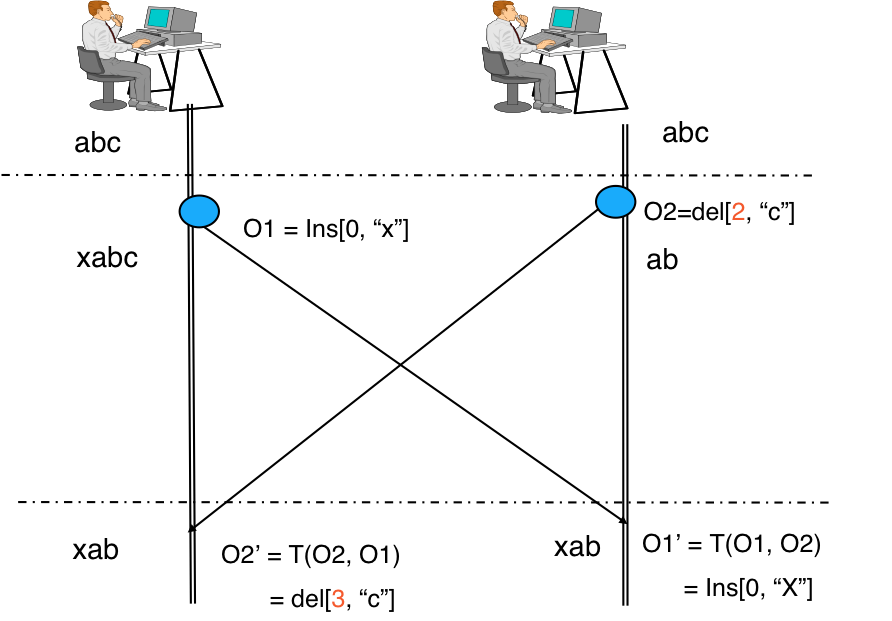 abc
abc
O1 = Ins[0, “x”]
O2=del[2, “c”]
xabc
ab
xab
O2’ = T(O2, O1)
= del[3, “c”]
xab
O1’ = T(O1, O2)
= Ins[0, “X”]